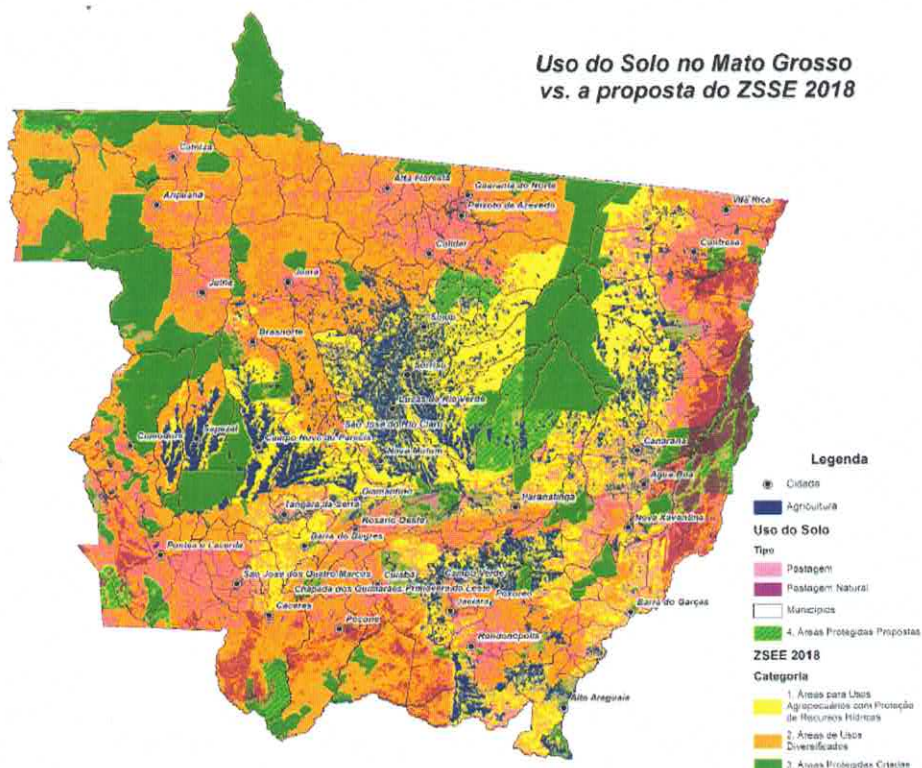 Uso do Solo no Mato Grosso
vs. a proposta do ZSSE 2018
Colniza
Aripuanã
Alta Floresta
Guarantã do Norte
Peixoto de Azevedo
Vila Rica
Colíder
Confresa
Juína
Juara
Sinop
Brasnorte
Sorriso
Lucas do Rio Verde
São José do Rio Claro
Comodoro
Sapezal
Campo Novo do Parecis
Nova Mutum
Canarana
Água Boa
Diamantino
Tangará da Serra
Paranatinga
Rosário Oeste
Nova Xavantina
Barra do Bugres
Pontes e Lacerda
São José dos Quatro Marcos
Cuiabá
Campo Verde
Chapada dos Guimarães
Primavera do Leste
Poxoréo
Jaciara
Cáceres
Poconé
Barra do Garças
Rondonópolis
Alto Araguaia
Legenda
Cidade
Agricultura
Uso do Solo
Tipo
Pastagem
Pastagem Natural
Municípios
4. Áreas Protegidas Propostas
ZSEE 2018
Categoria
1. Áreas para Usos
Agropecuários com Proteção
de Recursos Hídricos
2. Áreas de Usos
Diversificados
3. Áreas Protegidas Criadas